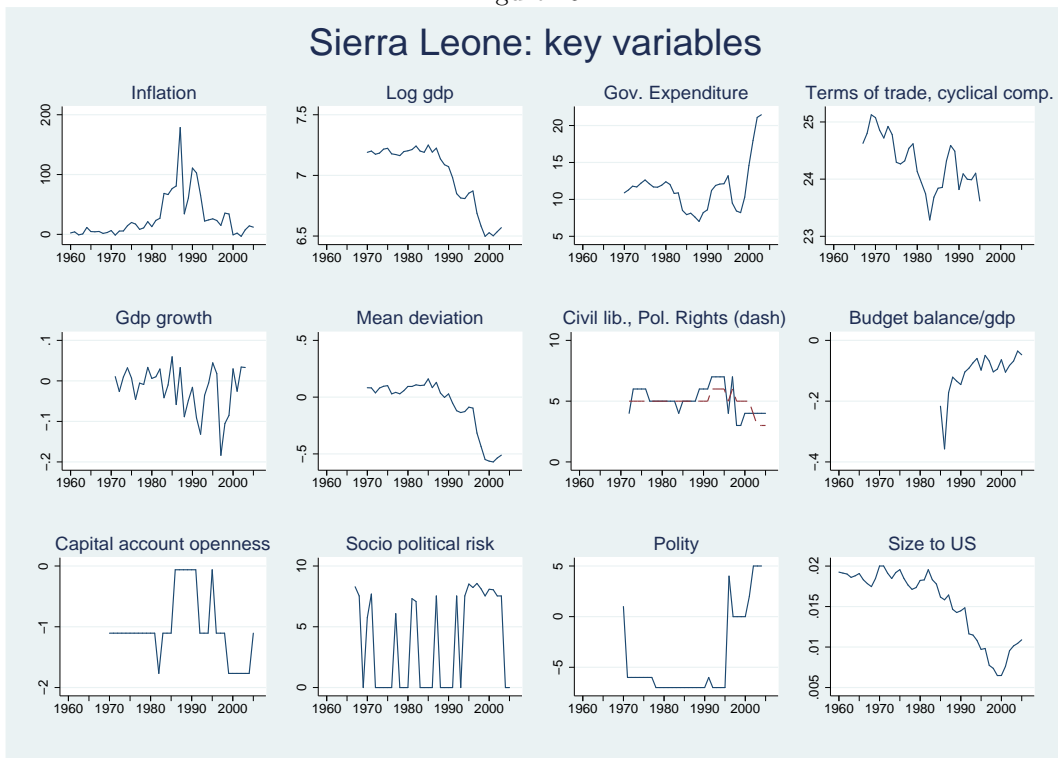 Sierra Leone: key variables
Inflation
Log gdp
Gov. Expenditure
Terms of trade, cyclical comp.
0 100 200
6.5 7 7.5
5 10 15 20
23 24 25
1960 1970 1980 1990 2000
1960 1970 1980 1990 2000
1960 1970 1980 1990 2000
1960 1970 1980 1990 2000
Gdp growth
Mean deviation
Civil lib., Pol. Rights (dash)
Budget balance/gdp
-.2 -.1 0 .1
-.5 0 .5
0 5 10
-.4 -.2 0
1960 1970 1980 1990 2000
1960 1970 1980 1990 2000
1960 1970 1980 1990 2000
1960 1970 1980 1990 2000
Capital account openness
Socio political risk
Polity
Size to US
-2 -1 0
0 5 10
-5 0 5
.005 .01 .015 .02
1960 1970 1980 1990 2000
1960 1970 1980 1990 2000
1960 1970 1980 1990 2000
1960 1970 1980 1990 2000